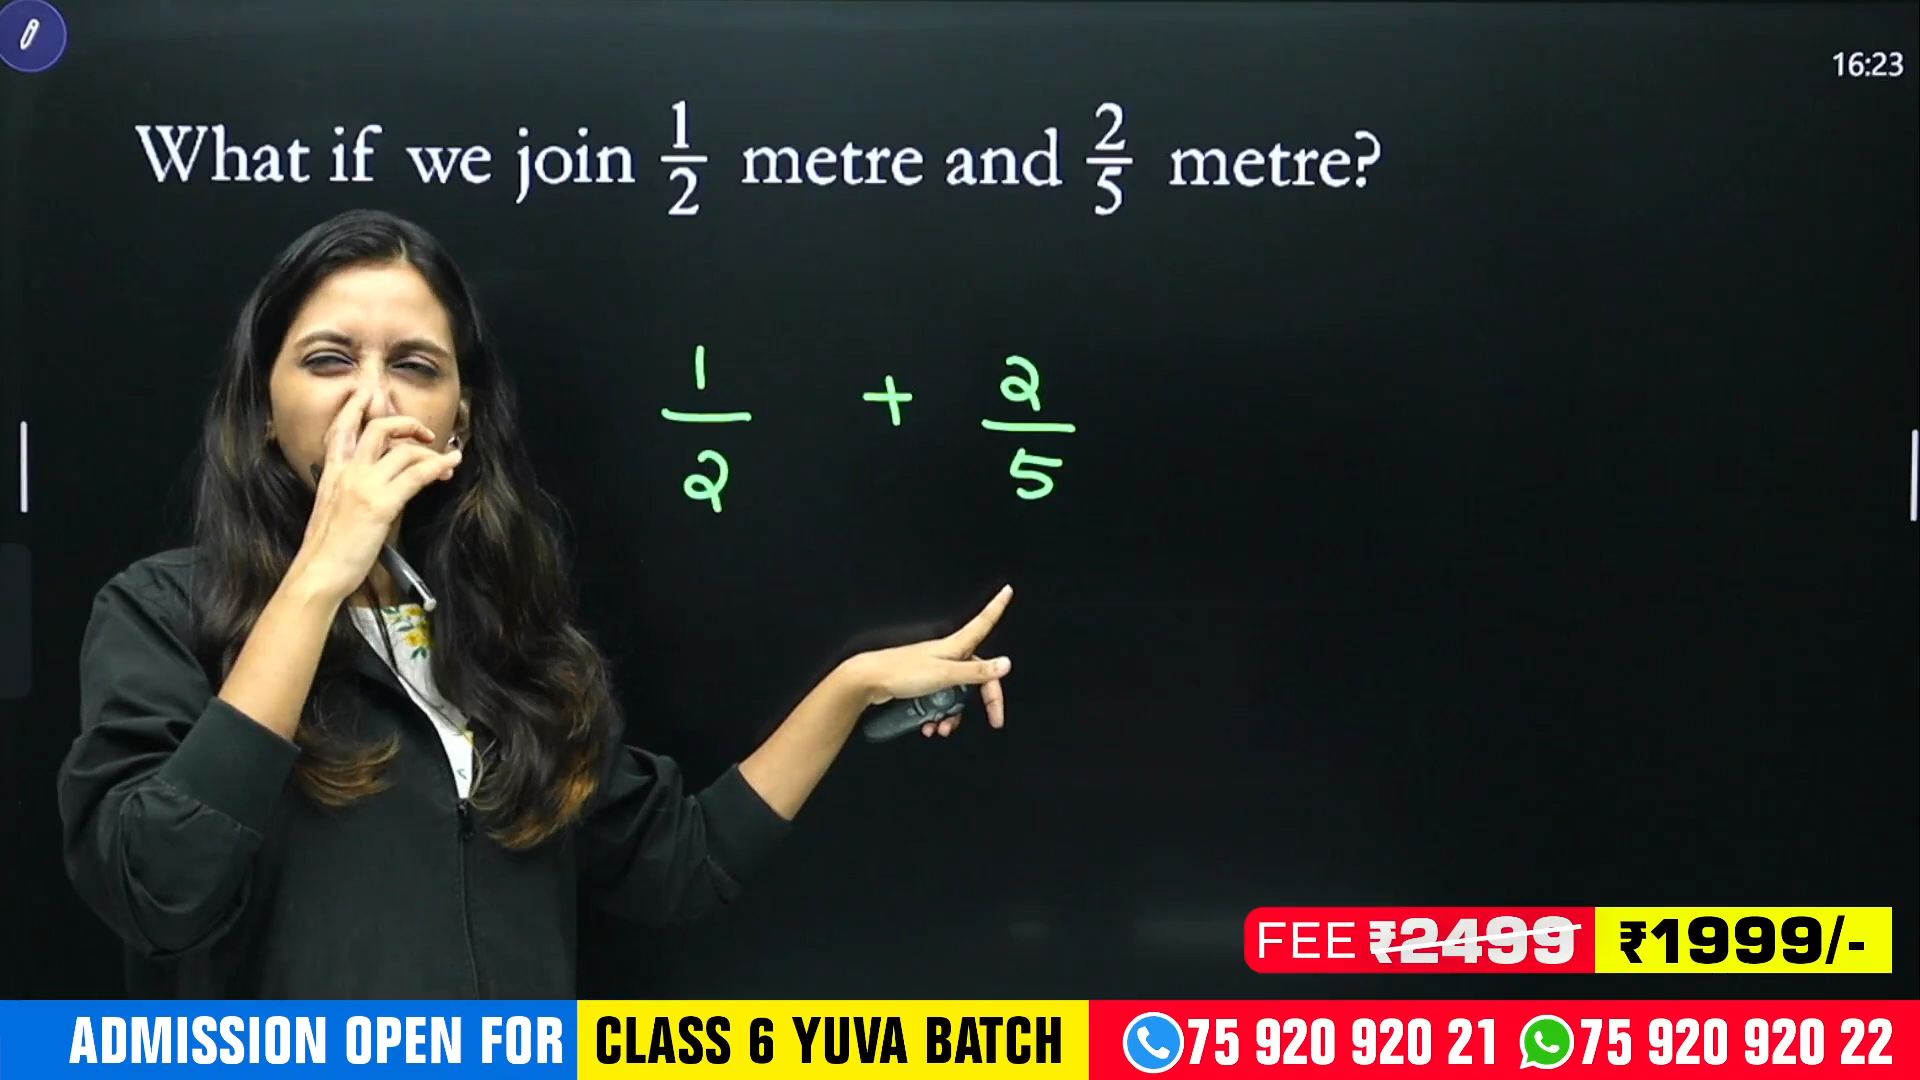 16:23
What if we join 1/2 metre and 2/5 metre?
1/2 + 2/5
FEE ₹2499 ₹1999/-
ADMISSION OPEN FOR CLASS 6 YUVA BATCH 75 920 920 21 75 920 920 22